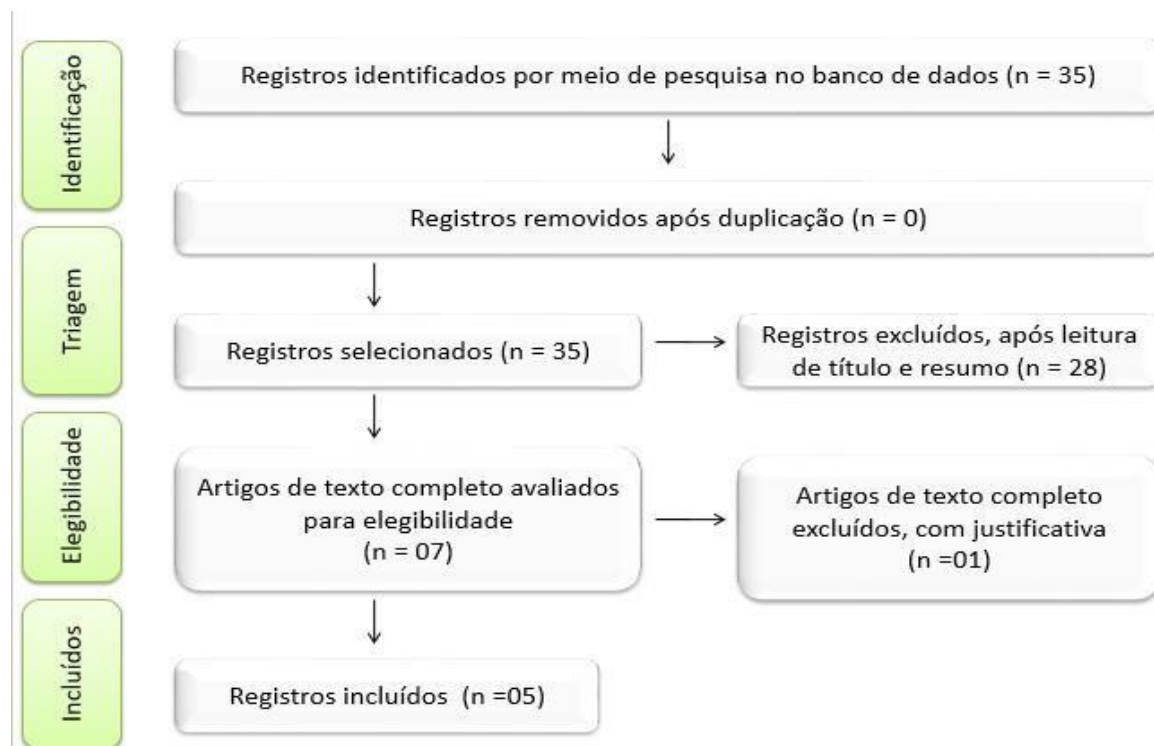 Identificação
Registros identificados por meio de pesquisa no banco de dados (n = 35)
Registros removidos após duplicação (n = 0)
Triagem
Registros selecionados (n = 35)
Registros excluídos, após leitura
de título e resumo (n = 28)
Elegibilidade
Artigos de texto completo avaliados
para elegibilidade
(n = 07)
Artigos de texto completo
excluídos, com justificativa
(n =01)
Incluídos
Registros incluídos (n =05)